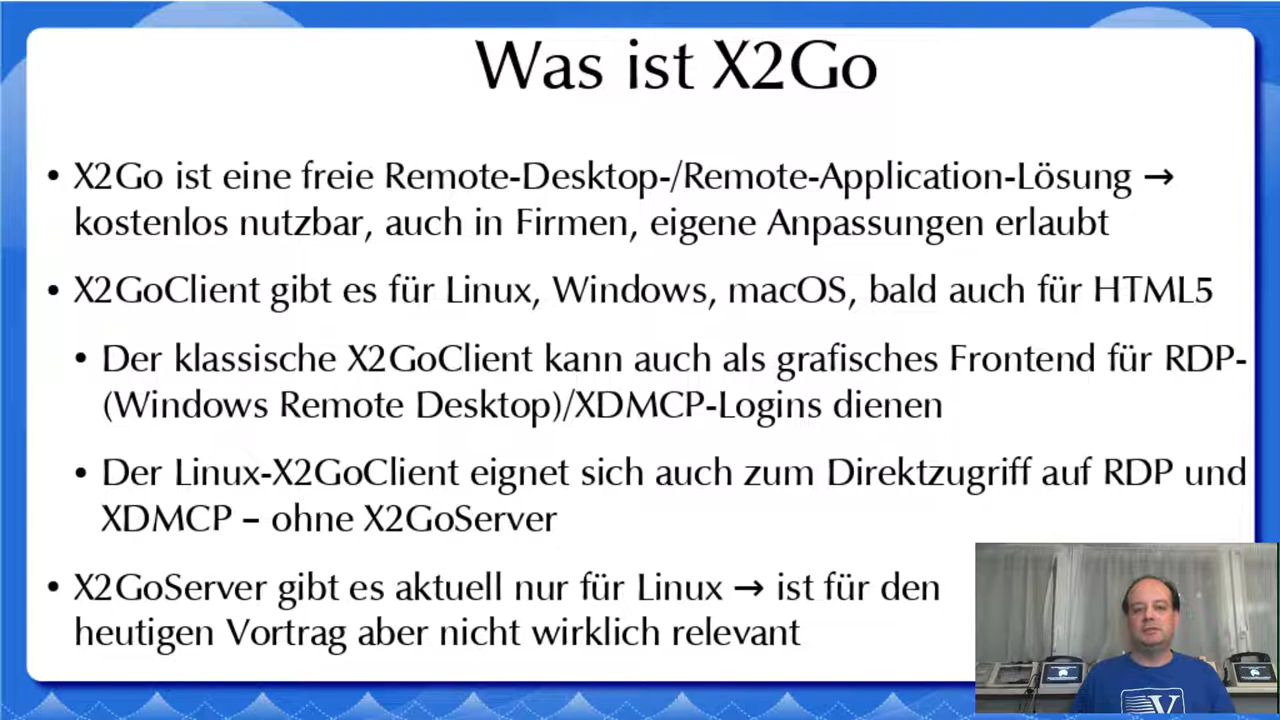 Was ist X2Go
• X2Go ist eine freie Remote-Desktop-/Remote-Application-Lösung →
kostenlos nutzbar, auch in Firmen, eigene Anpassungen erlaubt
• X2GoClient gibt es für Linux, Windows, macOS, bald auch für HTML5
• Der klassische X2GoClient kann auch als grafisches Frontend für RDP-
(Windows Remote Desktop)/XDMCP-Logins dienen
• Der Linux-X2GoClient eignet sich auch zum Direktzugriff auf RDP und
XDMCP – ohne X2GoServer
• X2GoServer gibt es aktuell nur für Linux → ist für den
heutigen Vortrag aber nicht wirklich relevant
V